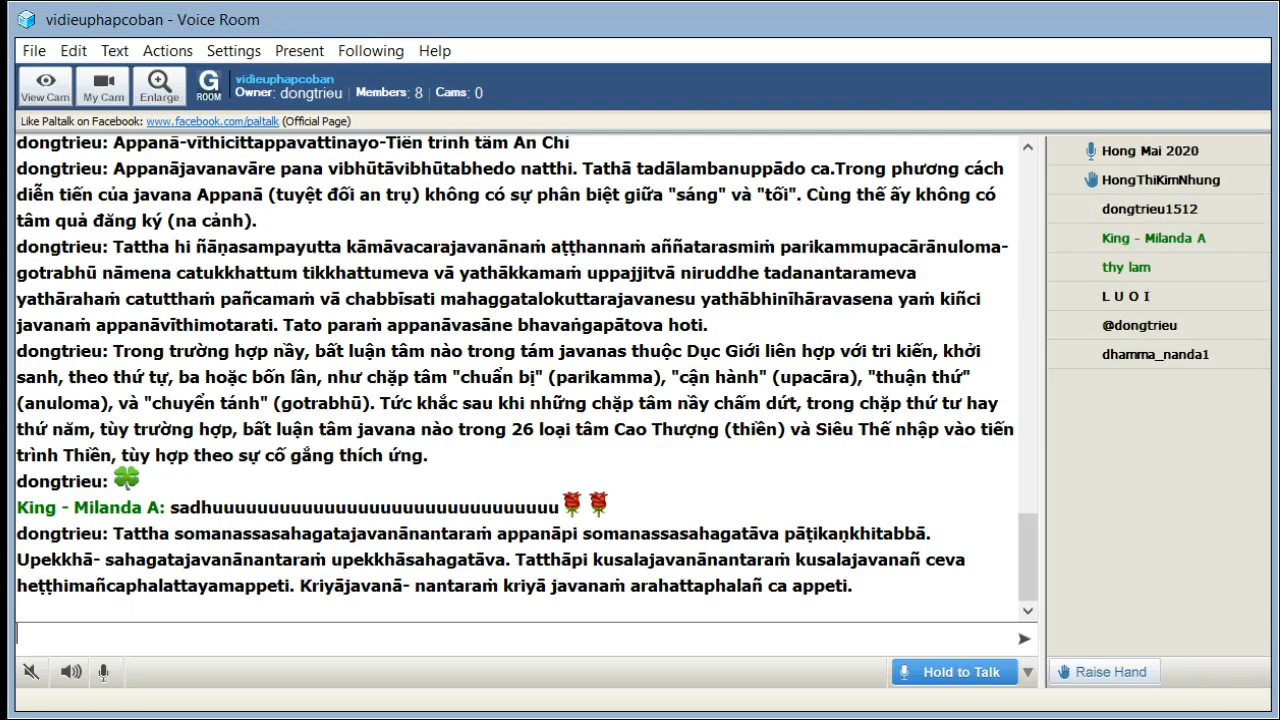 vidieuphapcoban - Voice Room
File Edit Text Actions Settings Present Following Help
View Cam My Cam Enlarge G ROOM
vidieuphapcoban
Owner: dongtrieu Members: 8 Cams: 0
Like Paltalk on Facebook: www.facebook.com/paltalk (Official Page)
dongtrieu: Appanā-vīthicittappavattinayo-Tiến trình tâm An Chỉ
dongtrieu: Appanājavanavāre pana vibhūtāvibhūtabhedo natthi. Tathā tadālambanuppādo ca.Trong phương cách
diễn tiến của javana Appanā (tuyệt đối an trụ) không có sự phân biệt giữa "sáng" và "tối". Cùng thế ấy không có
tâm quả đăng ký (na cảnh).
dongtrieu: Tattha hi ñāṇasampayutta kāmāvacarajavanānaṁ aṭṭhannaṁ aññatarasmiṁ parikammupacārānuloma-
gotrabhū nāmena catukkhattum tikkhattumeva vā yathākkamaṁ uppajjitvā niruddhe tadanantarameva
yathārahaṁ catutthaṁ pañcamaṁ vā chabbīsati mahaggatalokuttarajavanesu yathābhinīhāravasena yaṁ kiñci
javanaṁ appanāvīthimotarati. Tato paraṁ appanāvasāne bhavaṅgapātova hoti.
dongtrieu: Trong trường hợp nầy, bất luận tâm nào trong tám javanas thuộc Dục Giới liên hợp với tri kiến, khởi
sanh, theo thứ tự, ba hoặc bốn lần, như chặp tâm "chuẩn bị" (parikamma), "cận hành" (upacāra), "thuận thứ"
(anuloma), và "chuyển tánh" (gotrabhū). Tức khắc sau khi những chặp tâm nầy chấm dứt, trong chặp thứ tư hay
thứ năm, tùy trường hợp, bất luận tâm javana nào trong 26 loại tâm Cao Thượng (thiền) và Siêu Thế nhập vào tiến
trình Thiền, tùy hợp theo sự cố gắng thích ứng.
dongtrieu: 🍀
King - Milanda A: sadhuuuuuuuuuuuuuuuuuuuuuuuuuuuuuuu🌹🌹
dongtrieu: Tattha somanassasahagatajavanānantaraṁ appanāpi somanassasahagatāva pāṭikaṇkhitabbā.
Upekkhā- sahagatajavanānantaraṁ upekkhāsahagatāva. Tatthāpi kusalajavanānantaraṁ kusalajavanañ ceva
heṭṭhimañcaphalattayamappeti. Kriyājavanā- nantaraṁ kriyā javanaṁ arahattaphalañ ca appeti.
Hong Mai 2020
HongThiKimNhung
dongtrieu1512
King - Milanda A
thy lam
L U O I
@dongtrieu
dhamma_nanda1
Hold to Talk
Raise Hand